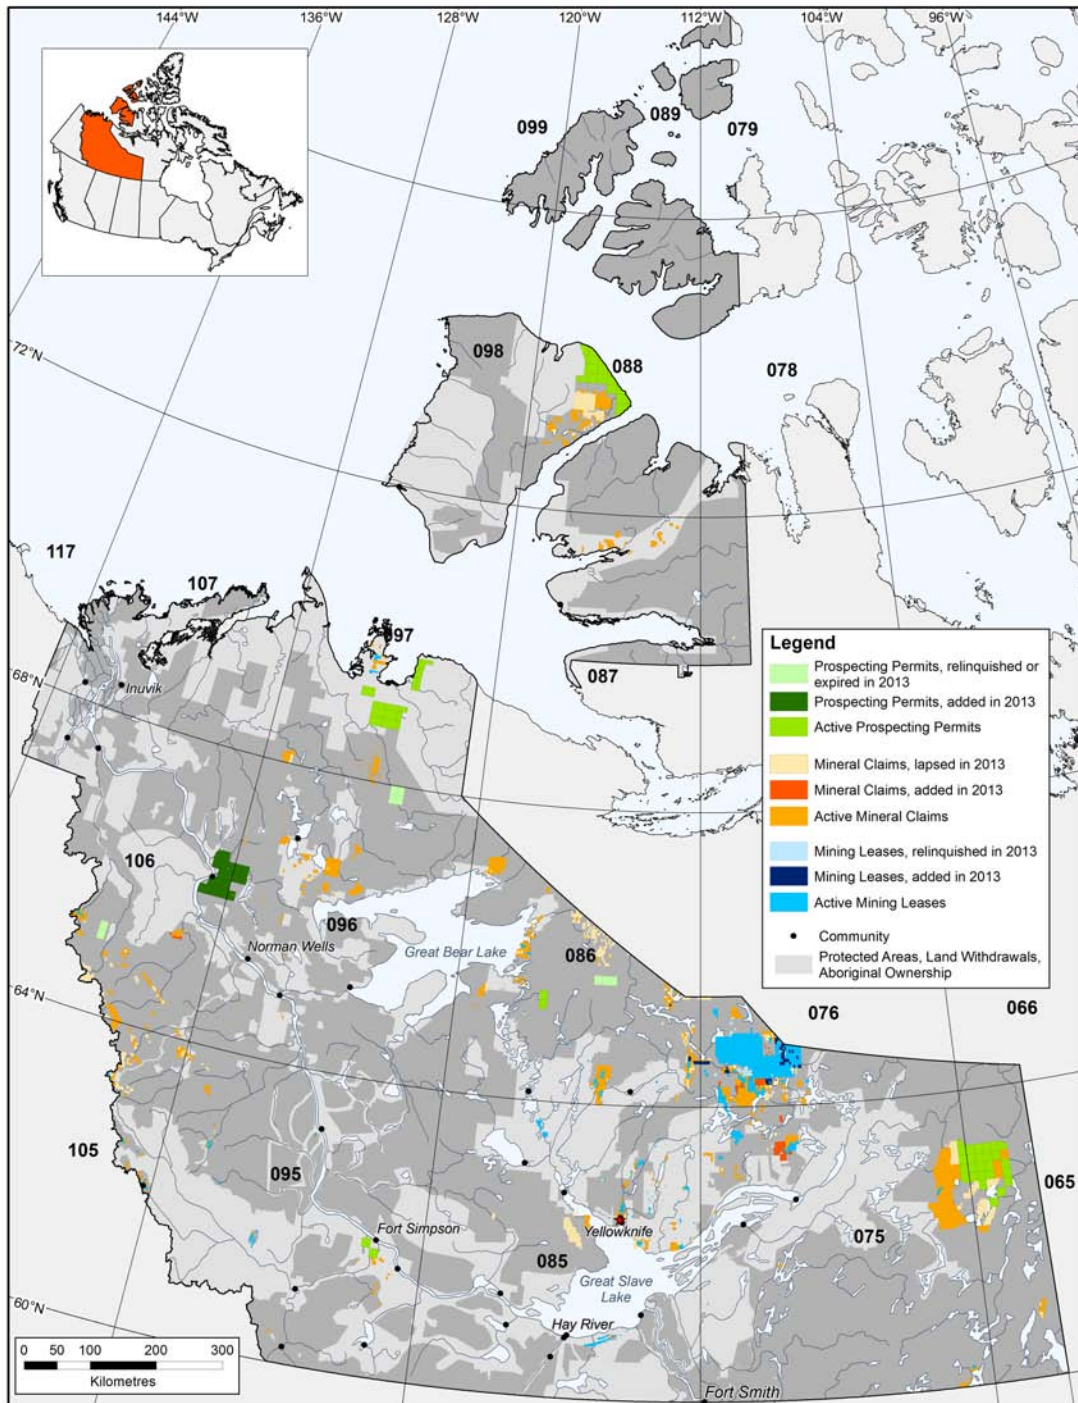 144°W
136°W
128°W
120°W
112°W
104°W
96°W
099
089
079
72°N
098
088
078
117
107
097
087
68°N
Inuvik
Legend
Prospecting Permits, relinquished or
expired in 2013
Prospecting Permits, added in 2013
Active Prospecting Permits
Mineral Claims, lapsed in 2013
Mineral Claims, added in 2013
Active Mineral Claims
Mining Leases, relinquished in 2013
Mining Leases, added in 2013
Active Mining Leases
Community
Protected Areas, Land Withdrawals,
Aboriginal Ownership
106
096
Norman Wells
Great Bear Lake
086
64°N
076
066
105
095
065
Fort Simpson
Yellowknife
085
075
Great Slave
Lake
60°N
Hay River
0 50 100 200 300
Kilometres
Fort Smith